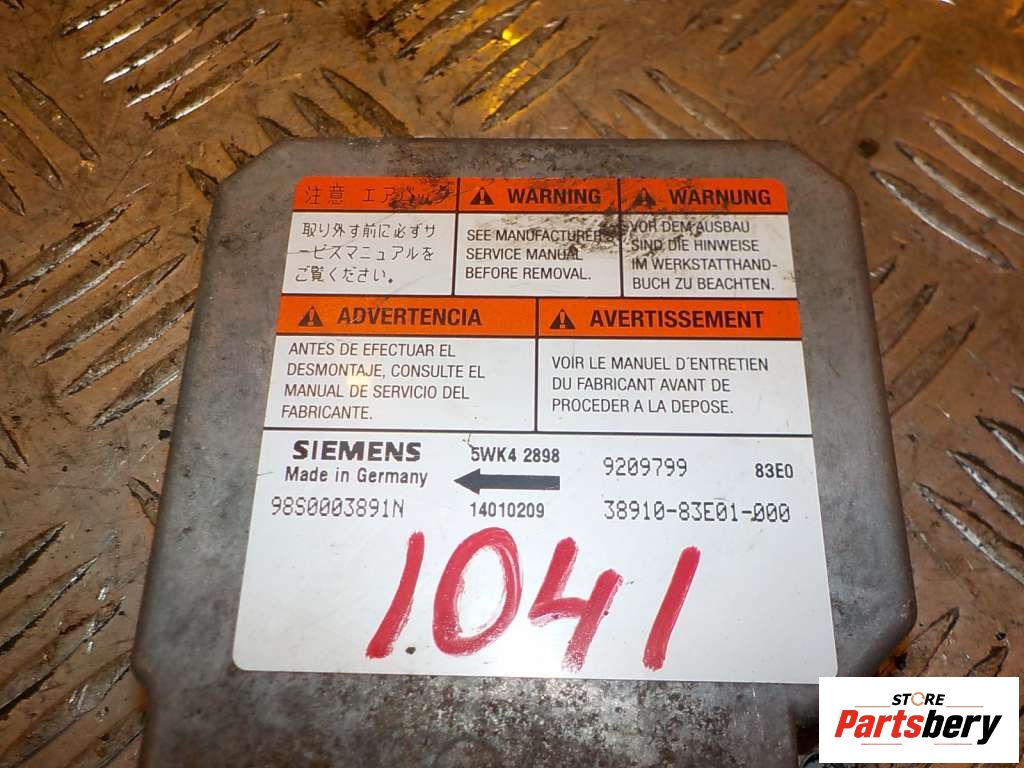 注意 エアバッグ
取り外す前に必ずサ
ービスマニュアルを
ご覧ください。
WARNING
SEE MANUFACTURER
SERVICE MANUAL
BEFORE REMOVAL.
WARNUNG
VOR DEM AUSBAU
SIND DIE HINWEISE
IM WERKSTATTHAND-
BUCH ZU BEACHTEN.
ADVERTENCIA
ANTES DE EFECTUAR EL
DESMONTAJE, CONSULTE EL
MANUAL DE SERVICIO DEL
FABRICANTE.
AVERTISSEMENT
VOIR LE MANUEL D'ENTRETIEN
DU FABRICANT AVANT DE
PROCEDER A LA DEPOSE.
SIEMENS 5WK4 2898 9209799 83E0
Made in Germany
98S0003891N 14010209 38910-83E01-000
1041
STORE
Partsbery